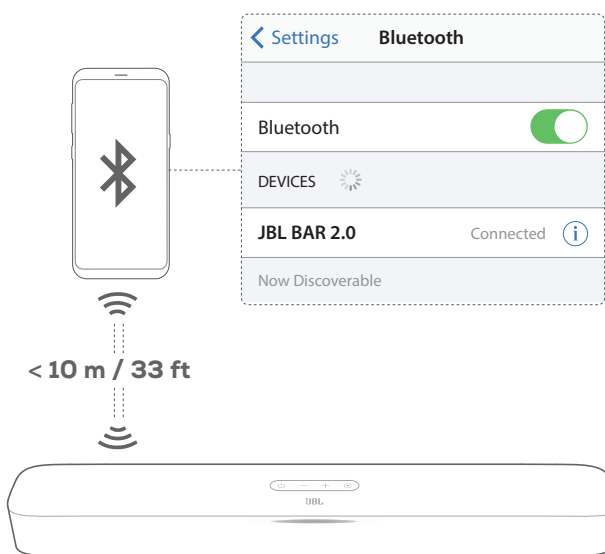 Settings Bluetooth
Bluetooth
DEVICES
JBL BAR 2.0 Connected i
Now Discoverable
< 10 m / 33 ft
JBL